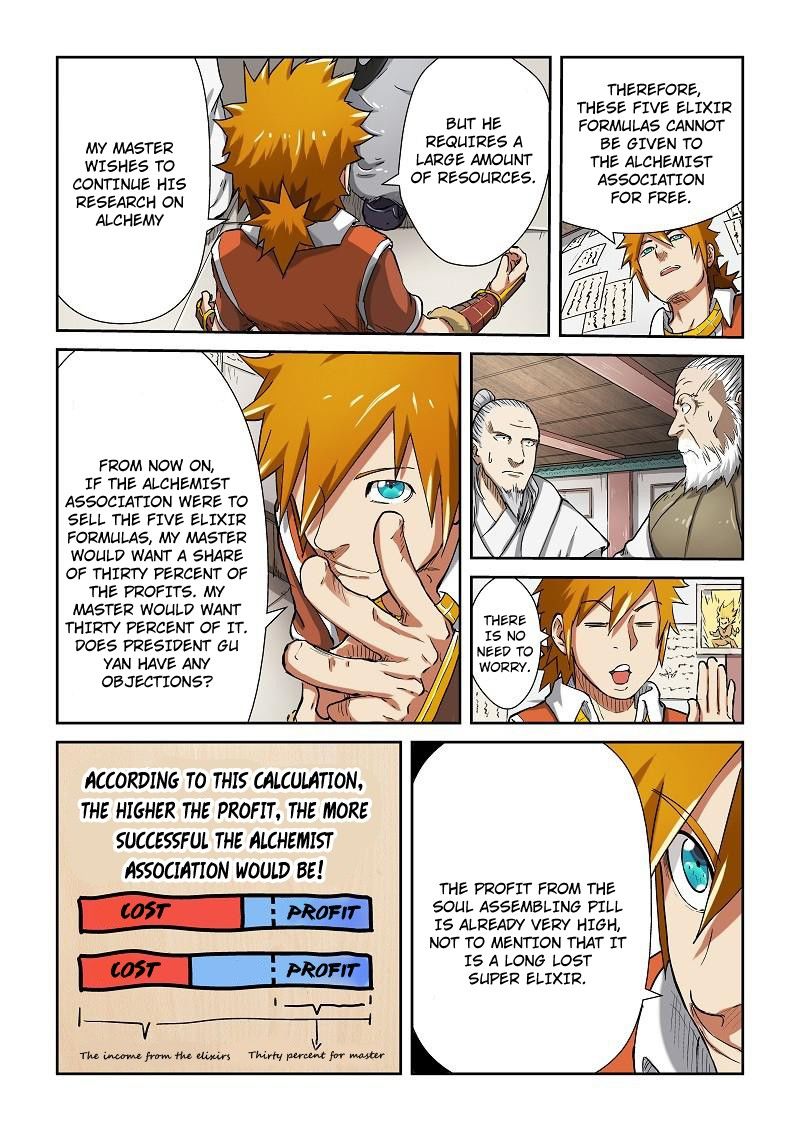 MY MASTER
WISHES TO
CONTINUE HIS
RESEARCH ON
ALCHEMY
BUT HE
REQUIRES A
LARGE AMOUNT
OF RESOURCES.
THEREFORE,
THESE FIVE ELIXIR
FORMULAS CANNOT
BE GIVEN TO
THE ALCHEMIST
ASSOCIATION
FOR FREE.
FROM NOW ON,
IF THE ALCHEMIST
ASSOCIATION WERE TO
SELL THE FIVE ELIXIR
FORMULAS, MY MASTER
WOULD WANT A SHARE
OF THIRTY PERCENT OF
THE PROFITS. MY
MASTER WOULD WANT
THIRTY PERCENT OF IT.
DOES PRESIDENT GU
YAN HAVE ANY
OBJECTIONS?
THERE
IS NO
NEED TO
WORRY.
ACCORDING TO THIS CALCULATION,
THE HIGHER THE PROFIT, THE MORE
SUCCESSFUL THE ALCHEMIST
ASSOCIATION WOULD BE!
COST PROFIT
COST PROFIT
The income from the elixirs Thirty percent for master
THE PROFIT FROM THE
SOUL ASSEMBLING PILL
IS ALREADY VERY HIGH,
NOT TO MENTION THAT IT
IS A LONG LOST
SUPER ELIXIR.